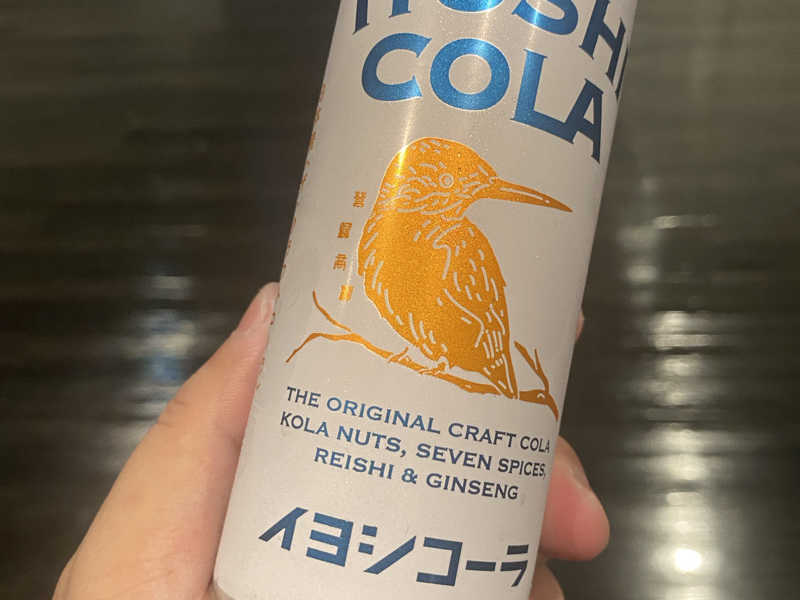 COLA
THE ORIGINAL CRAFT COLA
KOLA NUTS, SEVEN SPICES,
REISHI & GINSENG
イヨシコーラ